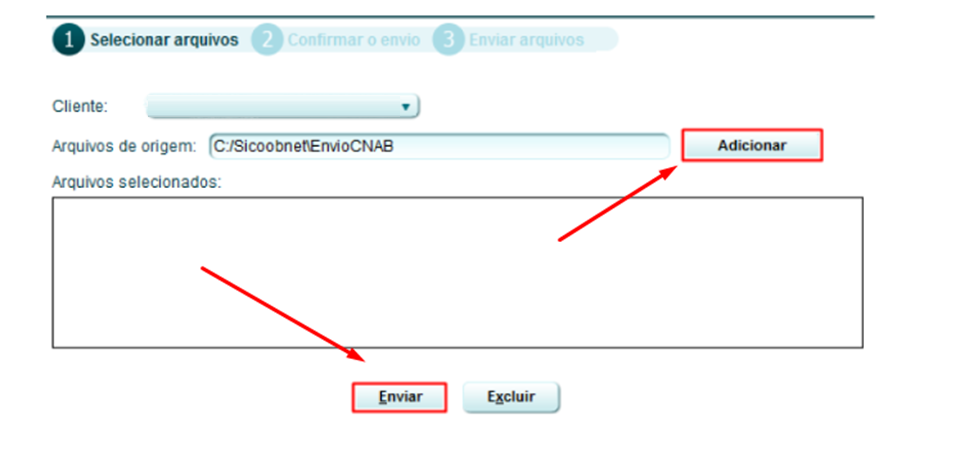 1 Selecionar arquivos 2 Confirmar o envio 3 Enviar arquivos
Cliente:
Arquivos de origem: C:/Sicoobnet\EnvioCNAB Adicionar
Arquivos selecionados:
Enviar Excluir